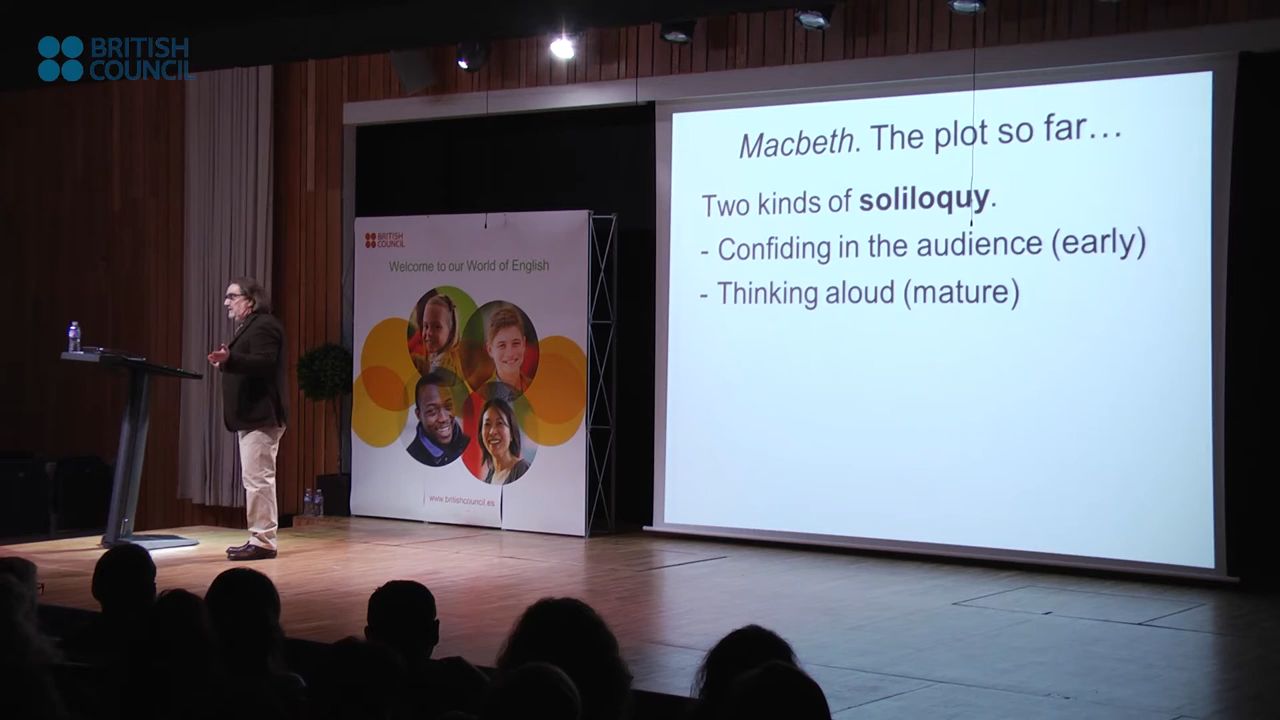 BRITISH
COUNCIL
Macbeth. The plot so far…
Two kinds of soliloquy.
- Confiding in the audience (early)
- Thinking aloud (mature)
BRITISH
COUNCIL
Welcome to our World of English
www.britishcouncil.es